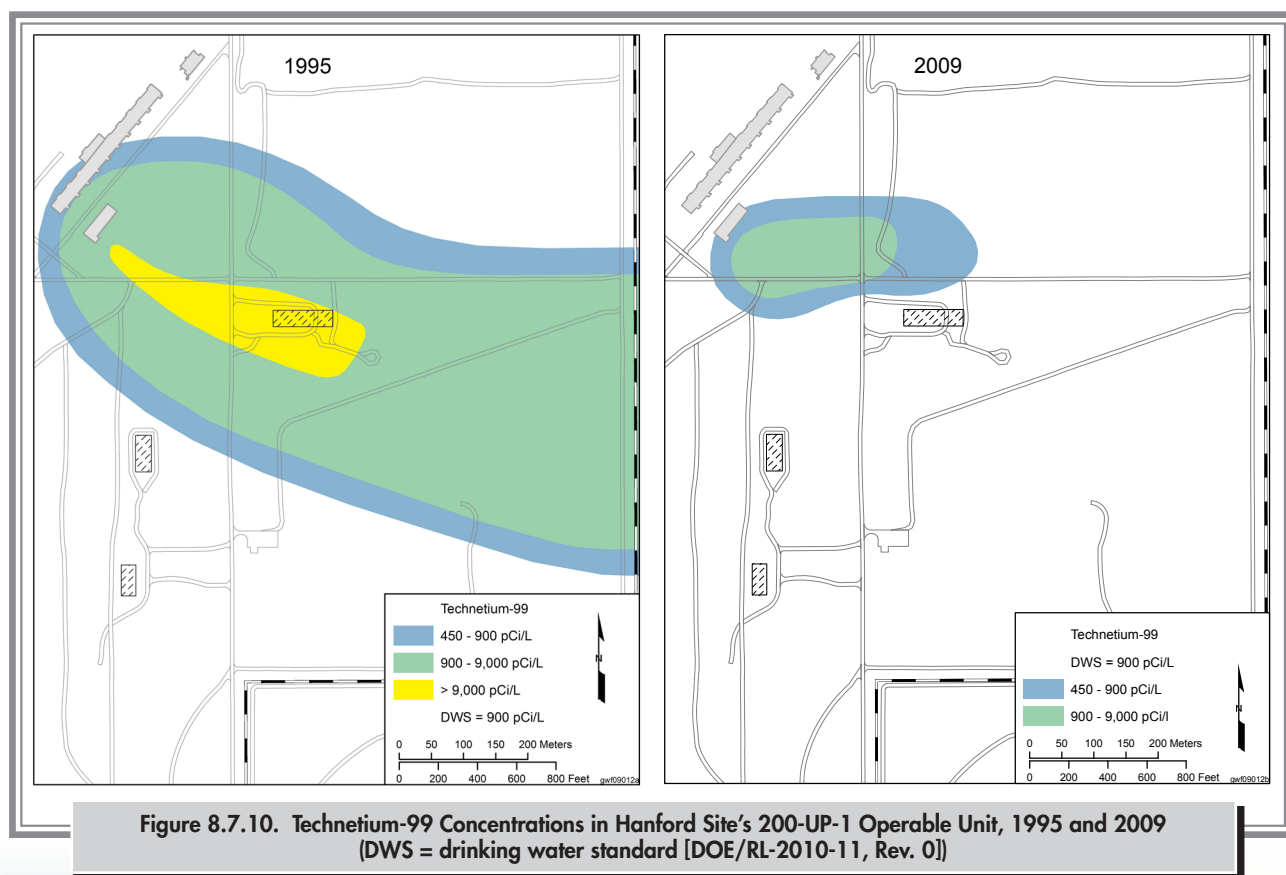 1995
Technetium-99
450 - 900 pCi/L
900 - 9,000 pCi/L
> 9,000 pCi/L
DWS = 900 pCi/L
0 50 100 150 200 Meters
0 200 400 600 800 Feet
N
gwf09012a
2009
Technetium-99
DWS = 900 pCi/L
450 - 900 pCi/L
900 - 9,000 pCi/l
0 50 100 150 200 Meters
0 200 400 600 800 Feet
N
gwf09012b
Figure 8.7.10. Technetium-99 Concentrations in Hanford Site's 200-UP-1 Operable Unit, 1995 and 2009
(DWS = drinking water standard [DOE/RL-2010-11, Rev. 0])